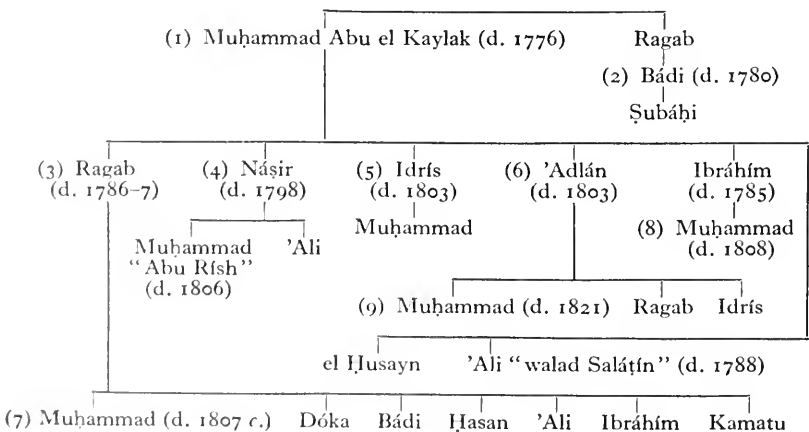 (1) Muḥammad Abu el Kaylak (d. 1776) Ragab
(2) Bádi (d. 1780)
Ṣubáḥi
(3) Ragab (4) Náṣir (5) Idrís (6) 'Adlán Ibráhím
(d. 1786–7) (d. 1798) (d. 1803) (d. 1803) (d. 1785)
Muḥammad 'Ali Muḥammad (8) Muḥammad
"Abu Rísh" (d. 1808)
(d. 1806)
(9) Muḥammad (d. 1821) Ragab Idrís
el Ḥusayn 'Ali "walad Saláṭín" (d. 1788)
(7) Muḥammad (d. 1807 c.) Dóka Bádi Ḥasan 'Ali Ibráhím Kamatu